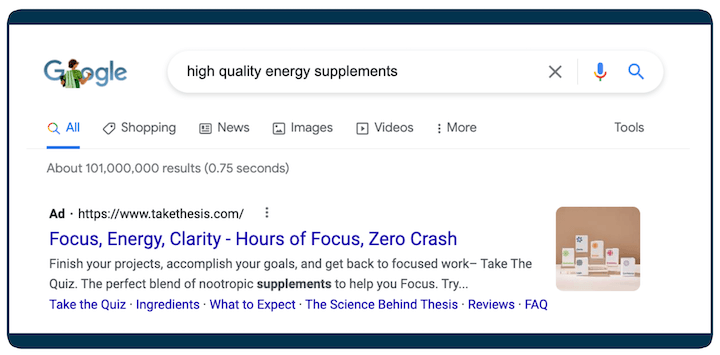 Google
high quality energy supplements
All Shopping News Images Videos More Tools
About 101,000,000 results (0.75 seconds)
Ad · https://www.takethesis.com/
Focus, Energy, Clarity - Hours of Focus, Zero Crash
Finish your projects, accomplish your goals, and get back to focused work– Take The
Quiz. The perfect blend of nootropic supplements to help you Focus. Try...
Take the Quiz · Ingredients · What to Expect · The Science Behind Thesis · Reviews · FAQ